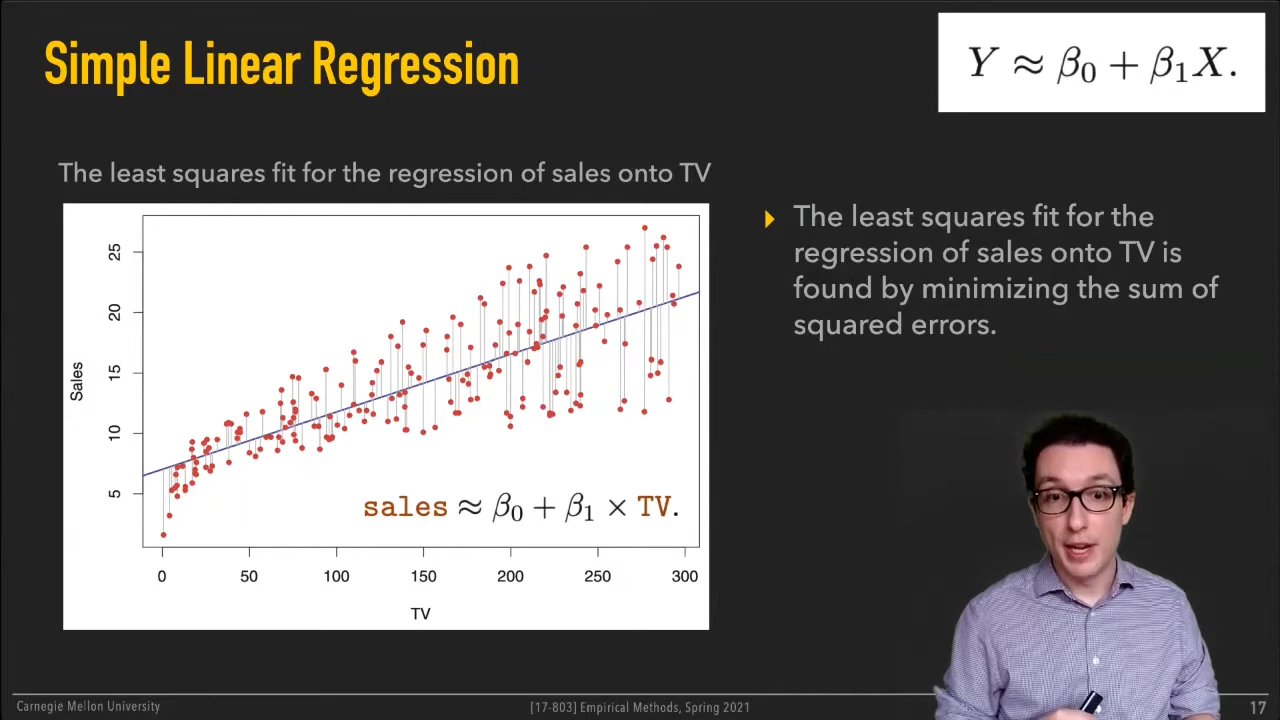 Simple Linear Regression
Y ≈ β₀ + β₁X.
The least squares fit for the regression of sales onto TV
25
20
15
10
5
Sales
sales ≈ β₀ + β₁ × TV.
0 50 100 150 200 250 300
TV
The least squares fit for the
regression of sales onto TV is
found by minimizing the sum of
squared errors.
Carnegie Mellon University
[17-803] Empirical Methods, Spring 2021
17